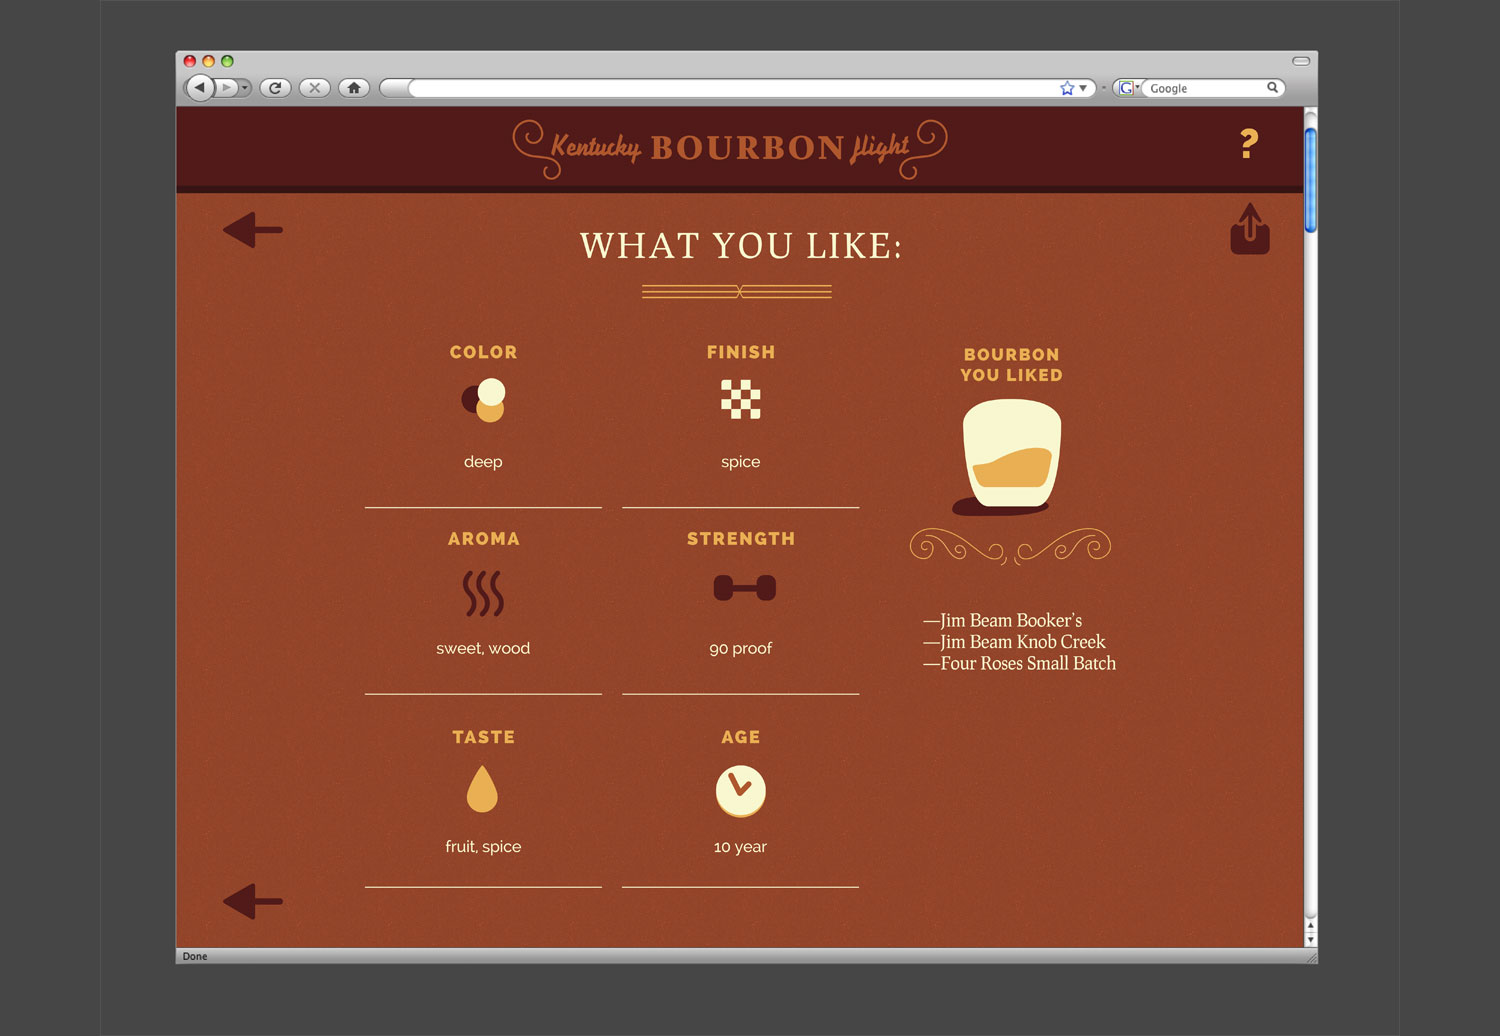 Google
Kentucky BOURBON flight
?
WHAT YOU LIKE:
COLOR
deep
FINISH
spice
AROMA
sweet, wood
STRENGTH
90 proof
TASTE
fruit, spice
AGE
10 year
BOURBON
YOU LIKED
—Jim Beam Booker's
—Jim Beam Knob Creek
—Four Roses Small Batch
Done